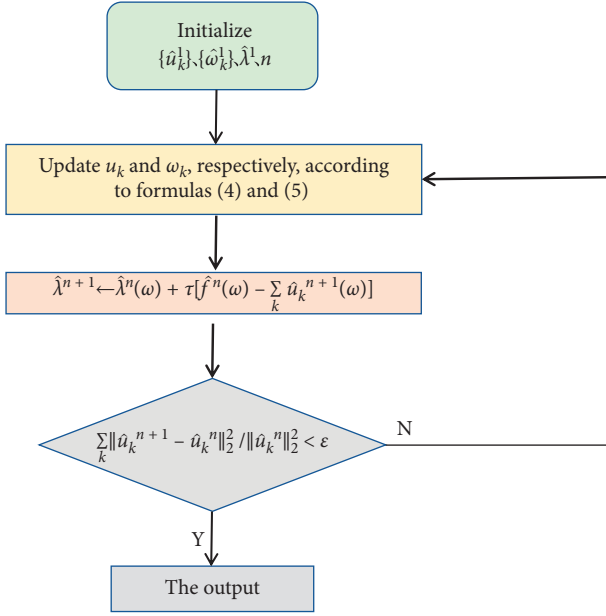 Initialize
{û_k^1}、{ω̂_k^1}、λ̂^1、n
Update u_k and ω_k, respectively, according
to formulas (4) and (5)
λ̂^{n + 1}←λ̂^n(ω) + τ[f̂^n(ω) – ∑_k û_k^{n + 1}(ω)]
∑_k‖û_k^{n + 1} – û_k^n‖_2^2 /‖û_k^n‖_2^2 < ε
N
Y
The output